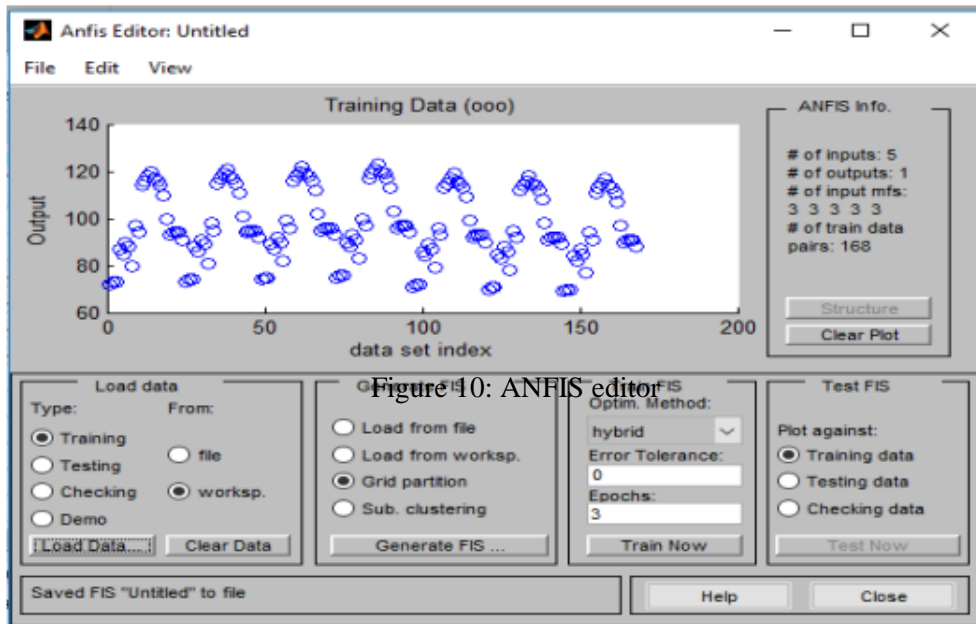 Anfis Editor: Untitled
File Edit View
Training Data (ooo)
140
120
100
80
60
Output
0 50 100 150 200
data set index
ANFIS Info.
# of inputs: 5
# of outputs: 1
# of input mfs:
3 3 3 3 3
# of train data
pairs: 168
Structure
Clear Plot
Figure 10: ANFIS editor
Load data
Type: From:
Training
Testing
Checking
Demo
file
worksp.
Load Data...
Clear Data
Generate FIS
Load from file
Load from worksp.
Grid partition
Sub. clustering
Generate FIS ...
Train FIS
Optim. Method:
hybrid
Error Tolerance:
0
Epochs:
3
Train Now
Test FIS
Plot against:
Training data
Testing data
Checking data
Test Now
Saved FIS "Untitled" to file
Help
Close